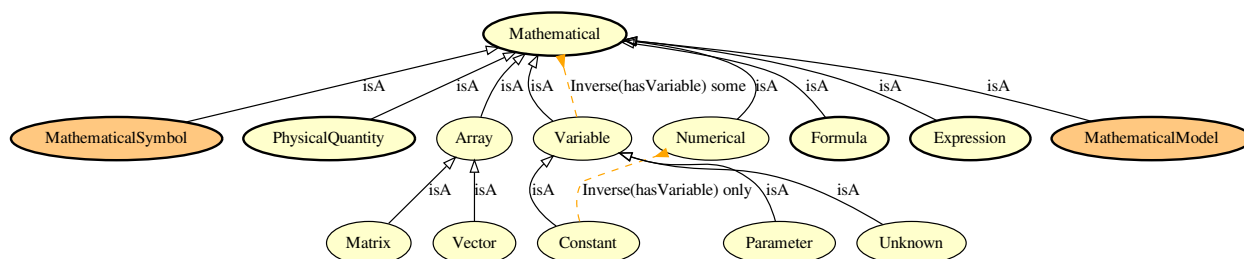 Mathematical
isA
isA
isA
isA
Inverse(hasVariable) some
isA
isA
isA
isA
MathematicalSymbol
PhysicalQuantity
Array
Variable
Numerical
Formula
Expression
MathematicalModel
isA
isA
isA
Inverse(hasVariable) only
isA
isA
Matrix
Vector
Constant
Parameter
Unknown